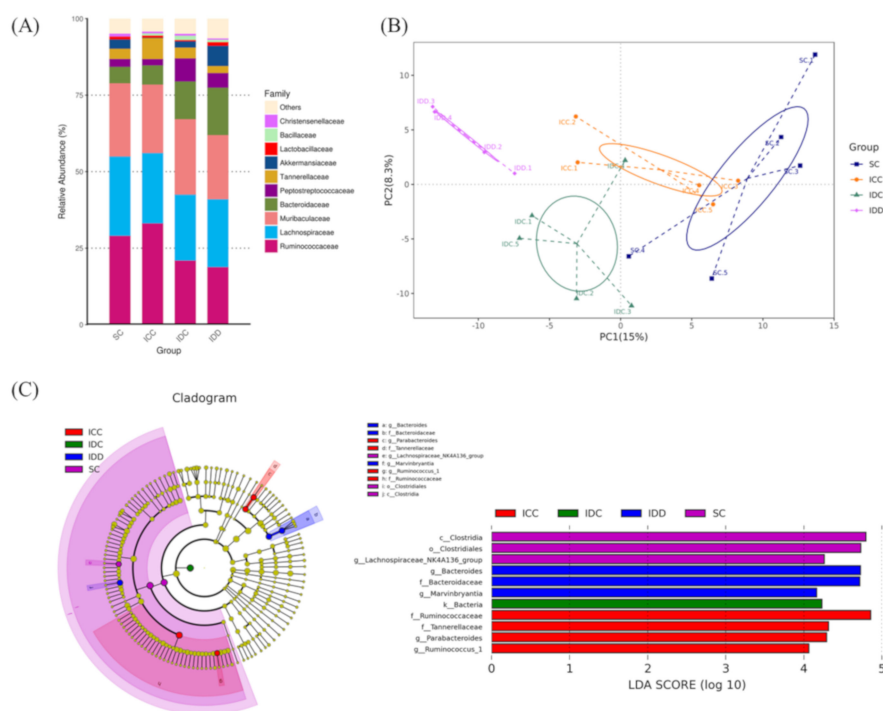 (A)
100
75
50
25
0
Relative Abundance (%)
SC
ICC
IDC
IDD
Group
Family
Others
Christensenellaceae
Bacillaceae
Lactobacillaceae
Akkermansiaceae
Tannerellaceae
Peptostreptococcaceae
Bacteroidaceae
Muribaculaceae
Lachnospiraceae
Ruminococcaceae
(B)
10
5
0
-5
-10
PC2(8.3%)
-10
-5
0
5
10
15
PC1(15%)
SC.1
SC.2
SC.3
SC.4
SC.5
ICC.2
ICC.1
ICC.5
IDC.1
IDC.5
IDC.2
IDC.3
IDD.3
IDD.2
IDD.1
Group
SC
ICC
IDC
IDD
(C)
Cladogram
ICC
IDC
IDD
SC
a: g__Bacteroides
b: f__Bacteroidaceae
c: g__Parabacteroides
d: f__Tannerellaceae
e: g__Lachnospiraceae_NK4A136_group
f: g__Marvinbryantia
g: g__Ruminococcus_1
h: f__Ruminococcaceae
i: o__Clostridiales
j: c__Clostridia
ICC
IDC
IDD
SC
c__Clostridia
o__Clostridiales
g__Lachnospiraceae_NK4A136_group
g__Bacteroides
f__Bacteroidaceae
g__Marvinbryantia
k__Bacteria
f__Ruminococcaceae
f__Tannerellaceae
g__Parabacteroides
g__Ruminococcus_1
0
1
2
3
4
5
LDA SCORE (log 10)